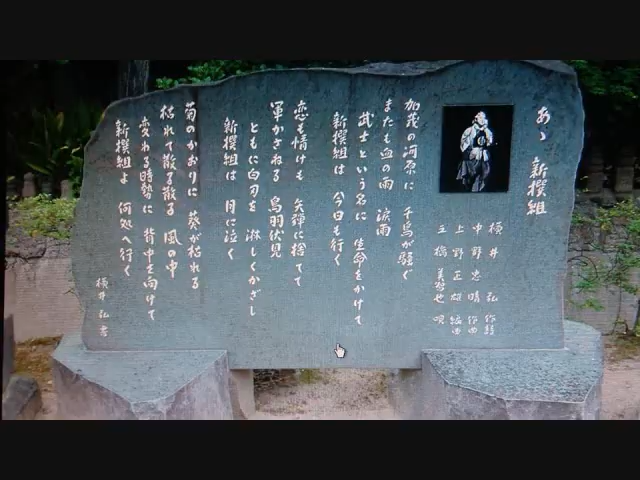 あゝ 新撰組
横井 弘 作詩
中野忠晴 作曲
上野正雄 編曲
三橋美智也 唄
加茂の河原に 千鳥が騒ぐ
またも血の雨 涙雨
武士という名に 生命をかけて
新撰組は 今日も行く
恋も情けも 矢弾に捨てて
軍かさねる 鳥羽伏見
ともに白刃を 淋しくかざし
新撰組は 月に泣く
菊のかおりに 葵が枯れる
枯れて散る散る 風の中
変わる時勢に 背中を向けて
新撰組よ 何処へ行く
横井弘書